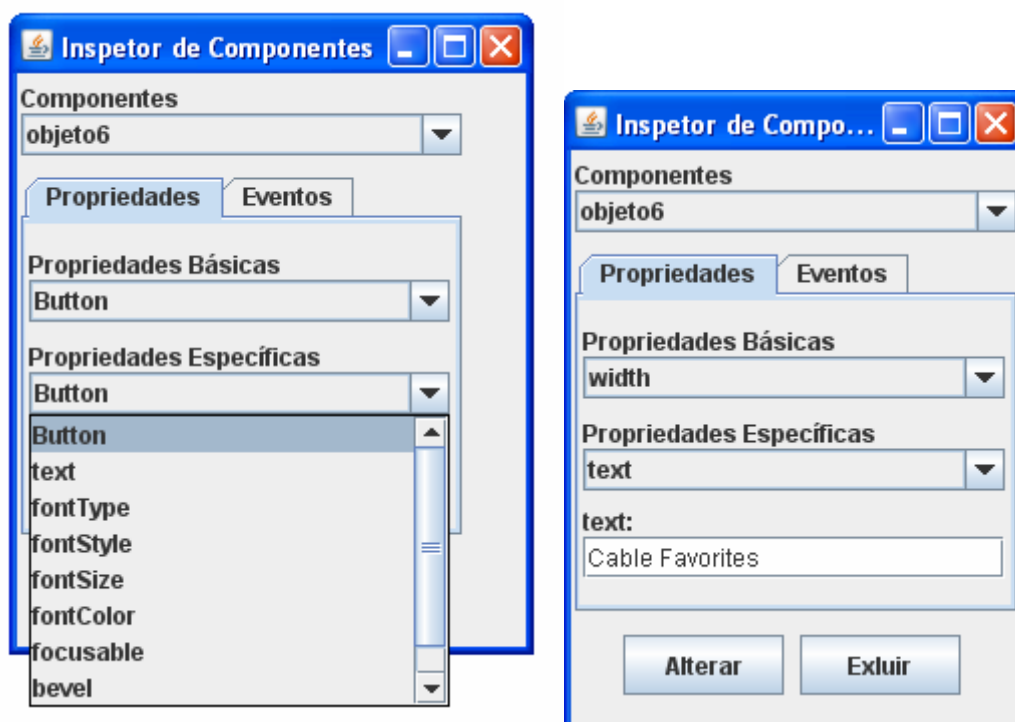 Inspetor de Componentes
Componentes
objeto6
Propriedades Eventos
Propriedades Básicas
Button
Propriedades Específicas
Button
Button
text
fontType
fontStyle
fontSize
fontColor
focusable
bevel
Inspetor de Compo...
Componentes
objeto6
Propriedades Eventos
Propriedades Básicas
width
Propriedades Específicas
text
text:
Cable Favorites
Alterar Exluir